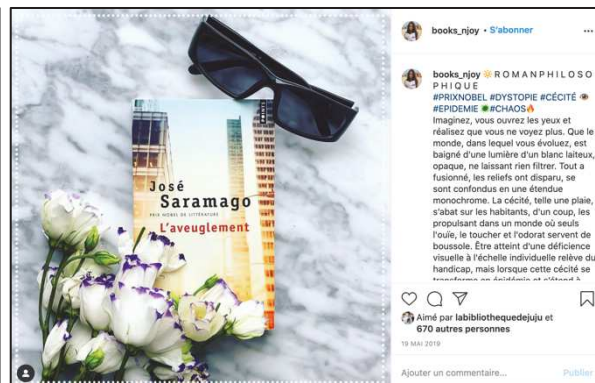 POINTS
José
Saramago
PRIX NOBEL DE LITTÉRATURE
L'aveuglement
books_njoy • S'abonner
books_njoy ☀️ R O M A N P H I L O S O
P H I Q U E
#PRIXNOBEL #DYSTOPIE #CÉCITÉ 👁
#EPIDEMIE #CHAOS🔥
Imaginez, vous ouvrez les yeux et
réalisez que vous ne voyez plus. Que le
monde, dans lequel vous évoluez, est
baigné d'une lumière d'un blanc laiteux,
opaque, ne laissant rien filtrer. Tout a
fusionné, les reliefs ont disparu, se
sont confondus en une étendue
monochrome. La cécité, telle une plaie,
s'abat sur les habitants, d'un coup, les
propulsant dans un monde où seuls
l'ouïe, le toucher et l'odorat servent de
boussole. Être atteint d'une déficience
visuelle à l'échelle individuelle relève du
handicap, mais lorsque cette cécité se
transforme en épidémie et s'étend à
Aimé par labibliothequedejuju et
670 autres personnes
19 MAI 2019
Ajouter un commentaire... Publier